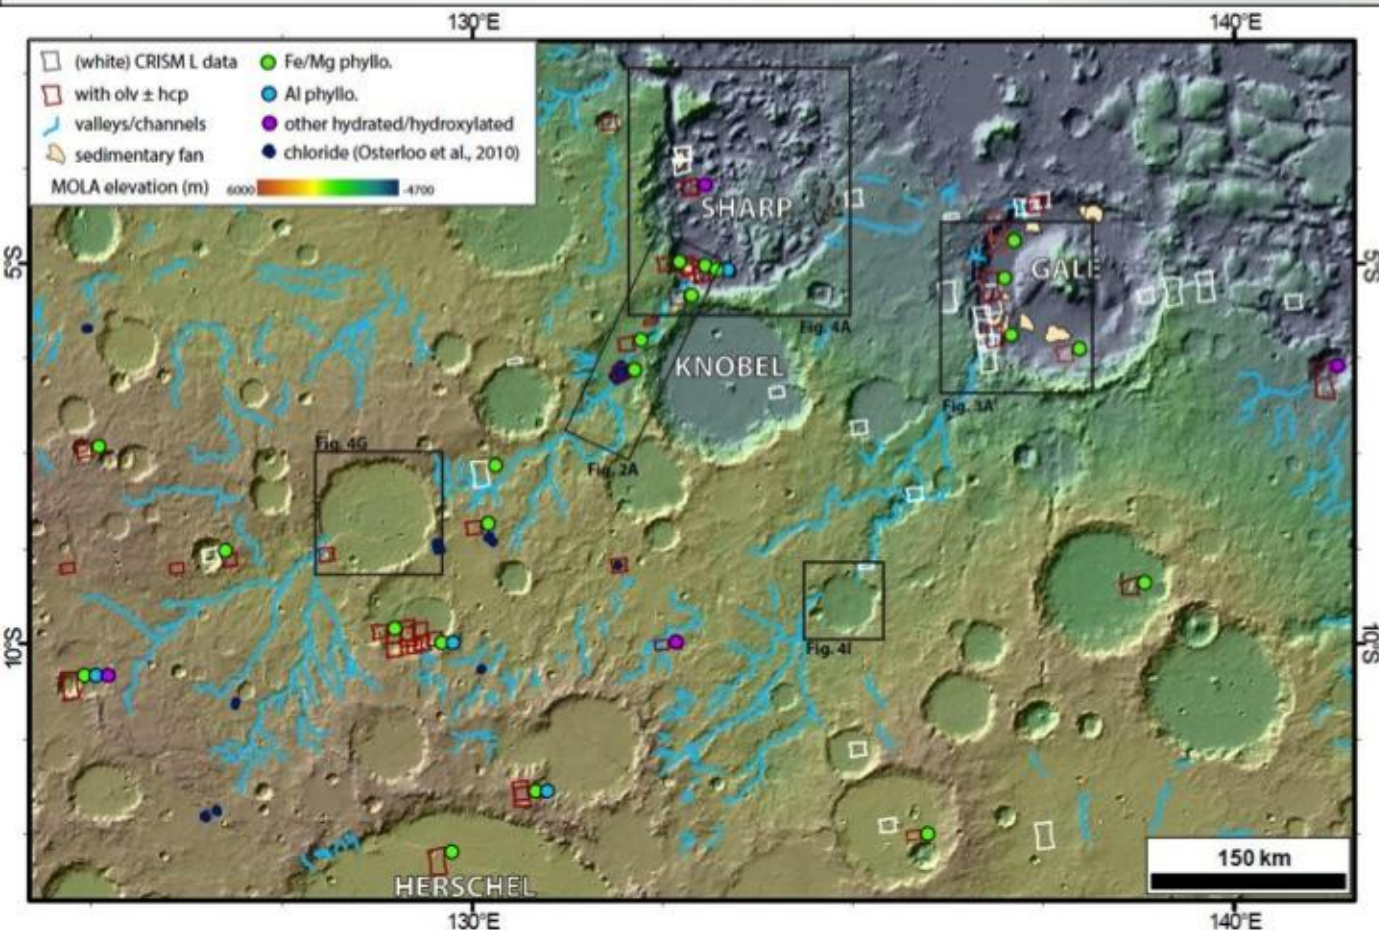 130°E 140°E
(white) CRISM L data
with olv ± hcp
valleys/channels
sedimentary fan
Fe/Mg phyllo.
Al phyllo.
other hydrated/hydroxylated
chloride (Osterloo et al., 2010)
MOLA elevation (m) 6000 -4700
SHARP
5°S
GALE
5°S
Fig. 4A
KNOBEL
Fig. 3A
Fig. 4G
Fig. 2A
10°S
10°S
Fig. 4I
150 km
HERSCHEL
130°E 140°E